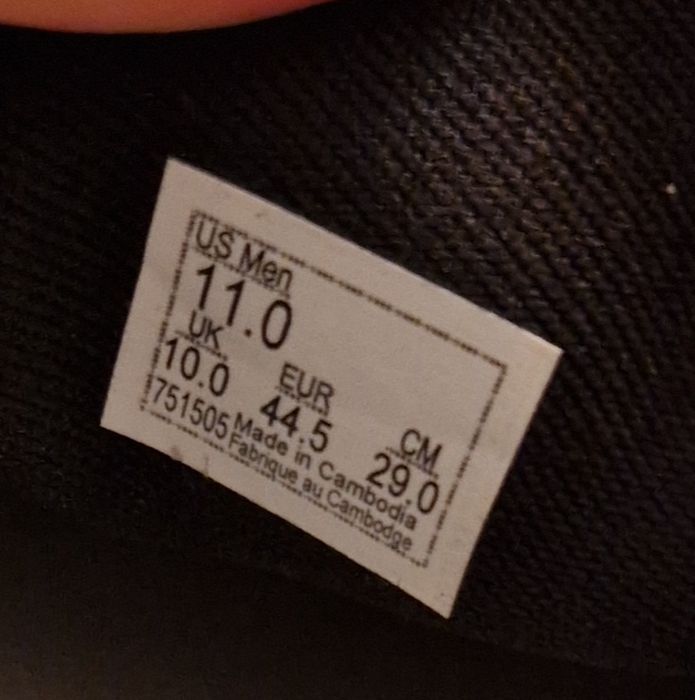 US Men
11.0
UK EUR CM
10.0 44.5 29.0
751505 Made in Cambodia
Fabrique au Cambodge